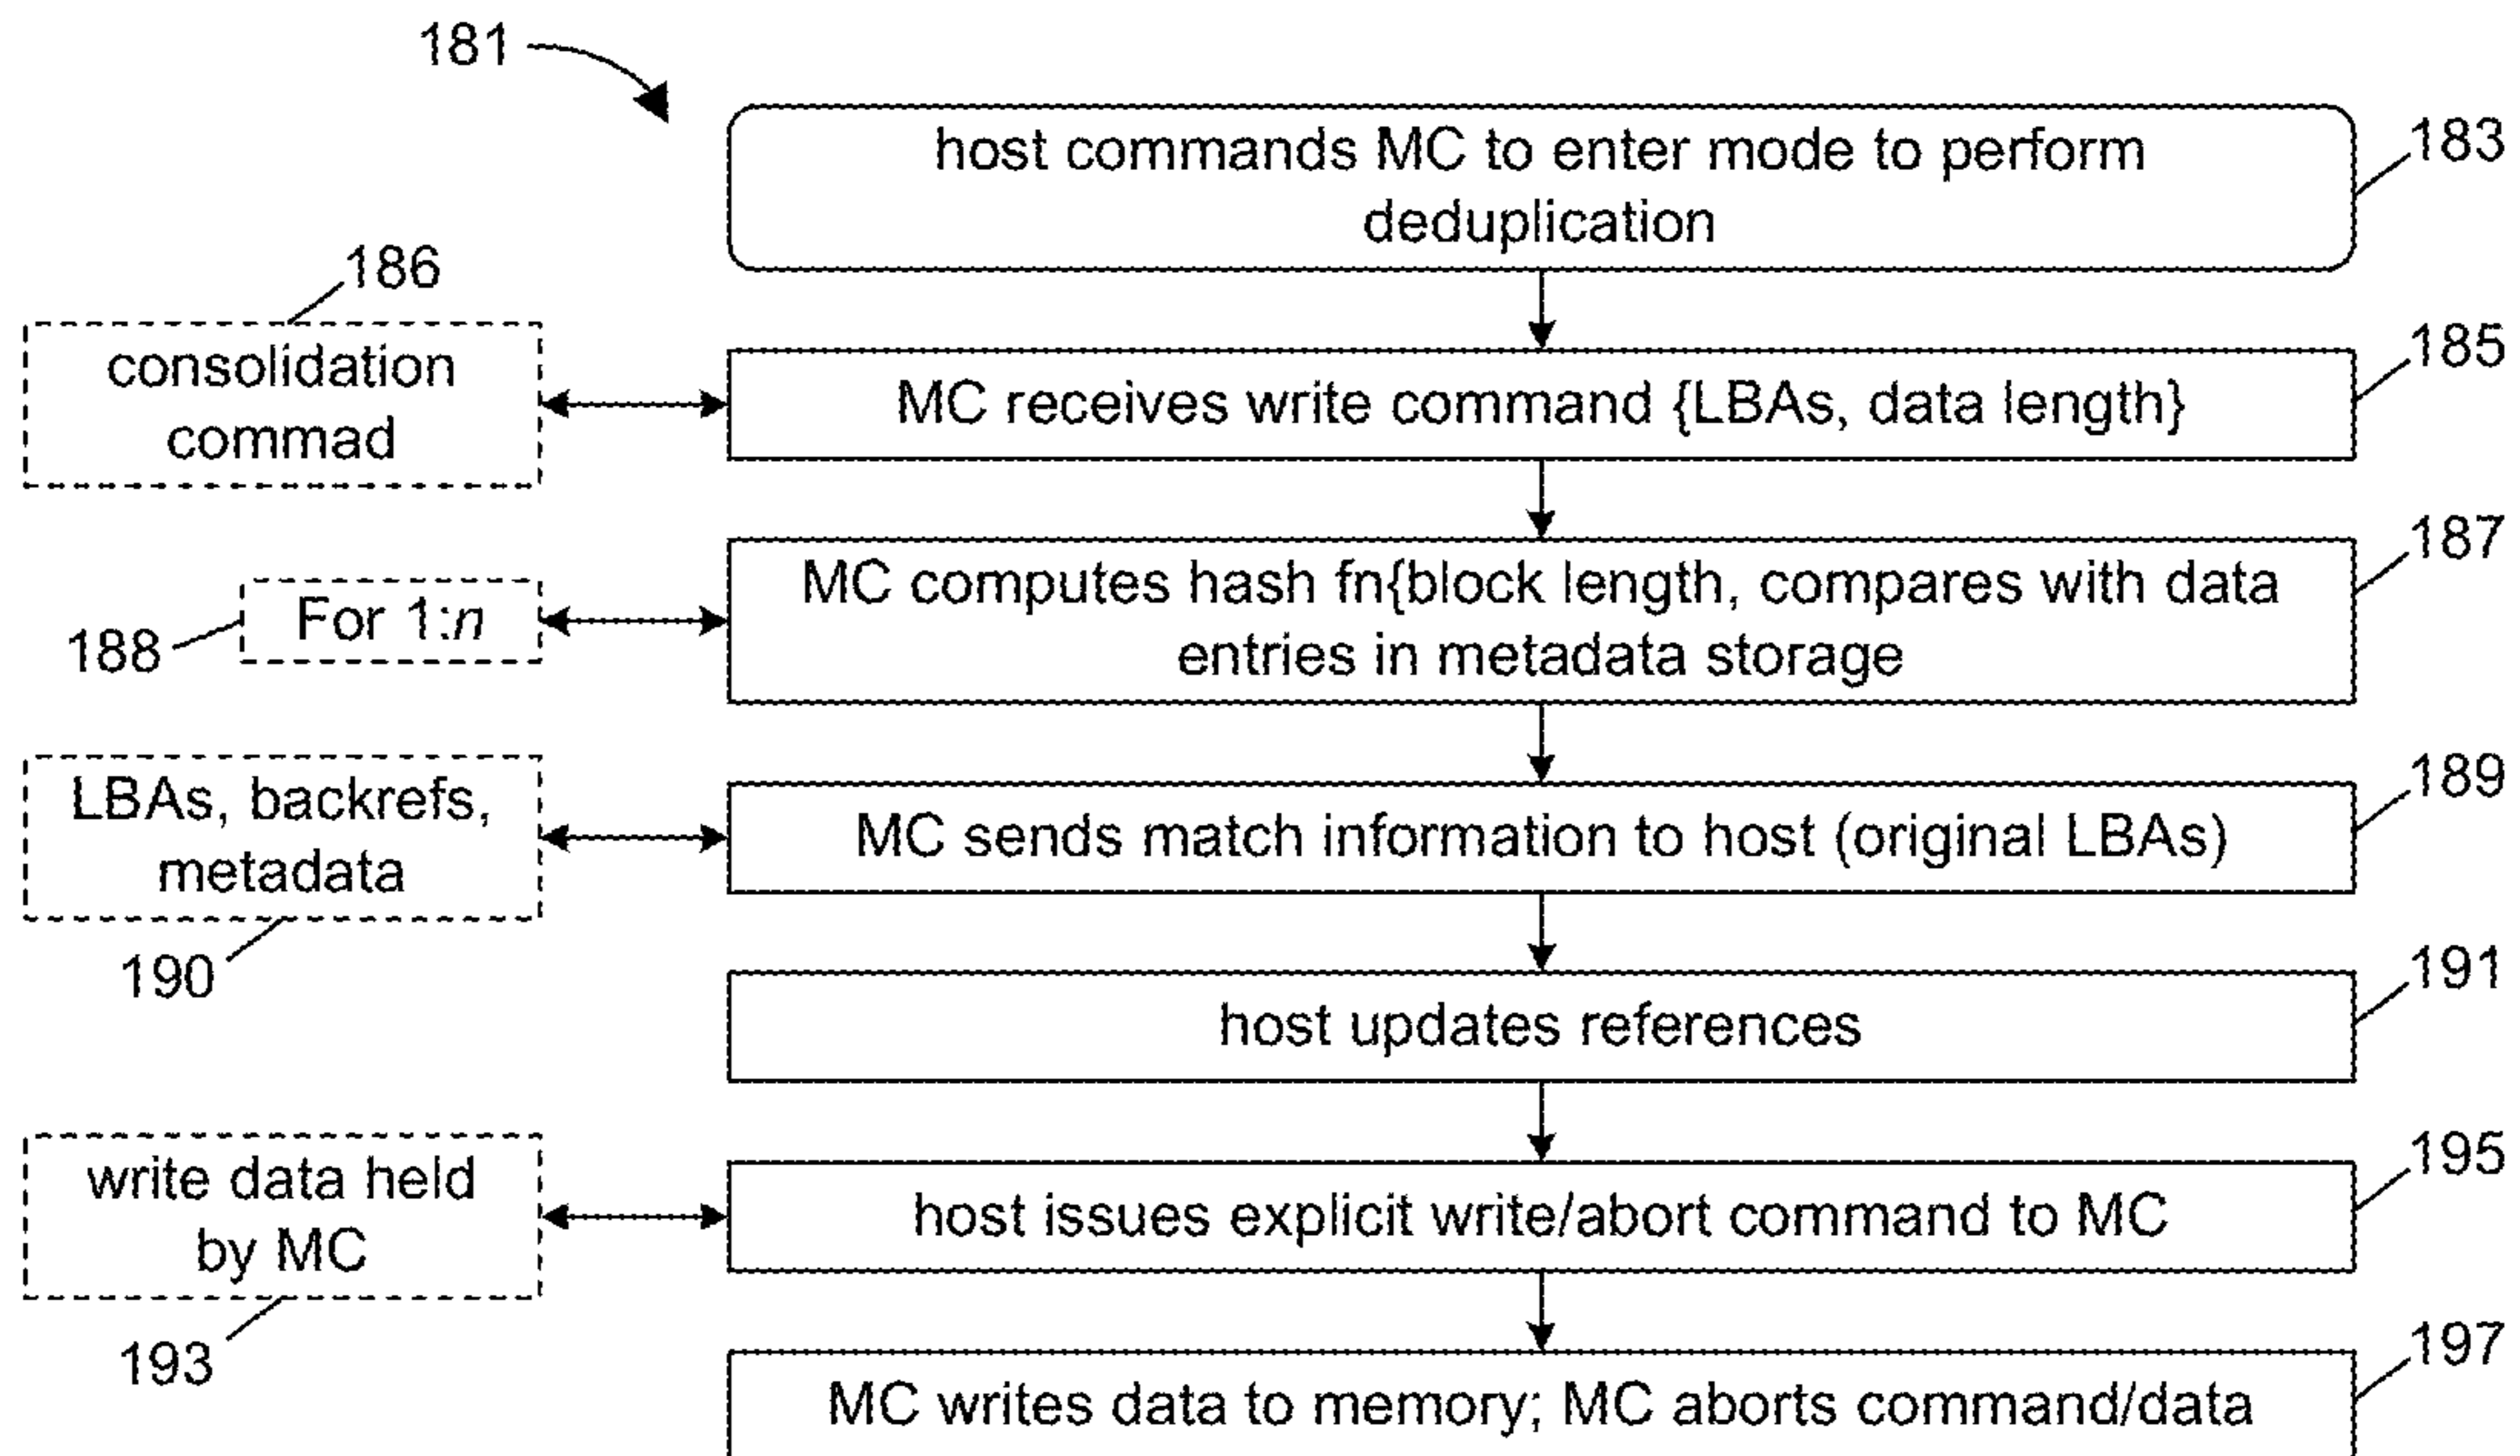 181
host commands MC to enter mode to perform
deduplication
183
186
consolidation
commad
MC receives write command {LBAs, data length}
185
187
For 1:n
188
MC computes hash fn{block length, compares with data
entries in metadata storage
LBAs, backrefs,
metadata
190
MC sends match information to host (original LBAs)
189
host updates references
191
write data held
by MC
193
host issues explicit write/abort command to MC
195
MC writes data to memory; MC aborts command/data
197